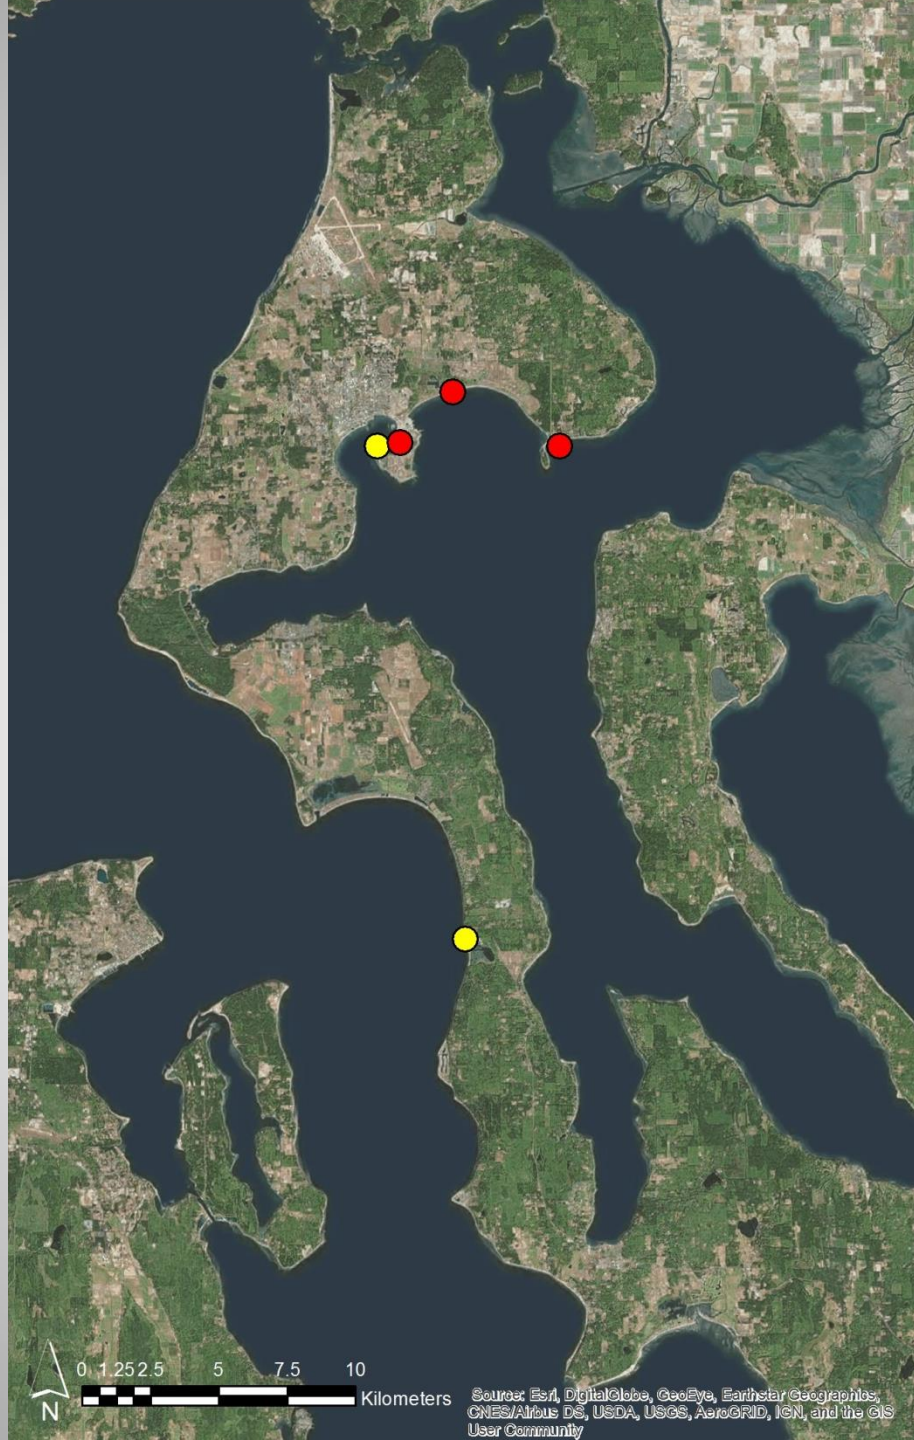 0 1.25 2.5 5 7.5 10
Kilometers
N
Source: Esri, DigitalGlobe, GeoEye, Earthstar Geographics,
CNES/Airbus DS, USDA, USGS, AeroGRID, IGN, and the GIS
User Community